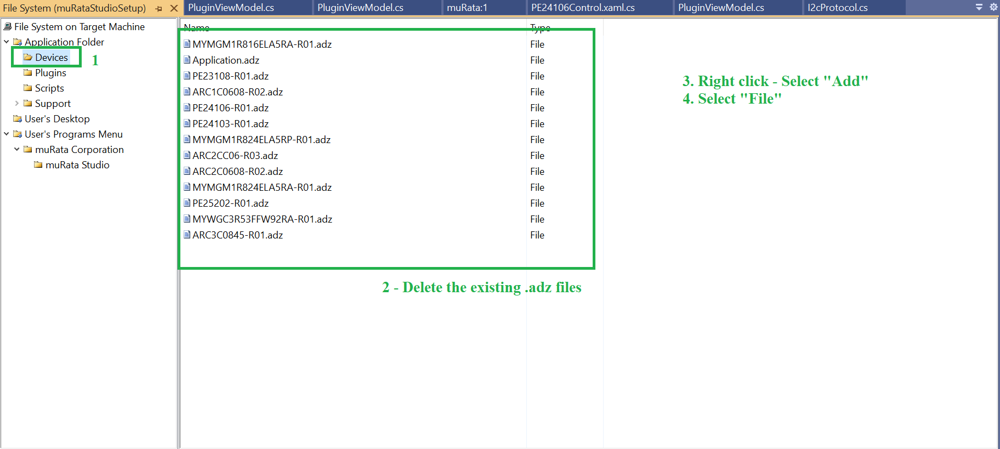 File System (muRataStudioSetup)
PluginViewModel.cs
PluginViewModel.cs
muRata:1
PE24106Control.xaml.cs
PluginViewModel.cs
I2cProtocol.cs
File System on Target Machine
Application Folder
Devices
1
Plugins
Scripts
Support
User's Desktop
User's Programs Menu
muRata Corporation
muRata Studio
Name Type
MYMGM1R816ELA5RA-R01.adz File
Application.adz File
PE23108-R01.adz File
ARC1C0608-R02.adz File
PE24106-R01.adz File
PE24103-R01.adz File
MYMGM1R824ELA5RP-R01.adz File
ARC2CC06-R03.adz File
ARC2C0608-R02.adz File
MYMGM1R824ELA5RA-R01.adz File
PE25202-R01.adz File
MYWGC3R53FFW92RA-R01.adz File
ARC3C0845-R01.adz File
2 - Delete the existing .adz files
3. Right click - Select "Add"
4. Select "File"